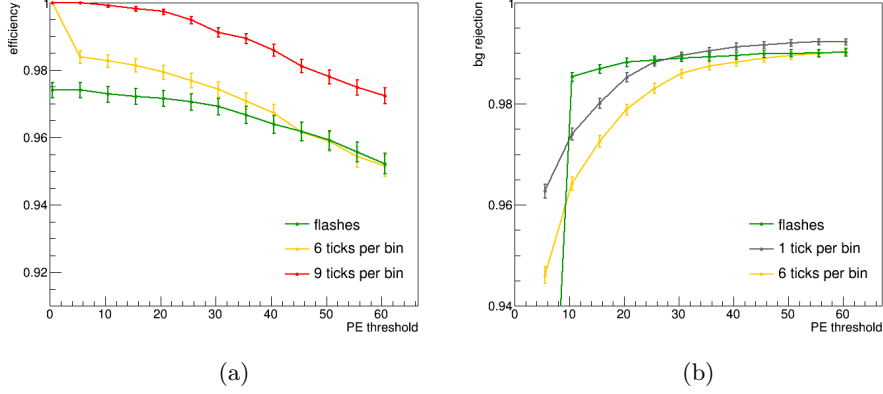 efficiency
1
0.98
0.96
0.94
0.92
flashes
6 ticks per bin
9 ticks per bin
0 10 20 30 40 50 60
PE threshold
(a)
bg rejection
1
0.98
0.96
0.94
flashes
1 tick per bin
6 ticks per bin
0 10 20 30 40 50 60
PE threshold
(b)